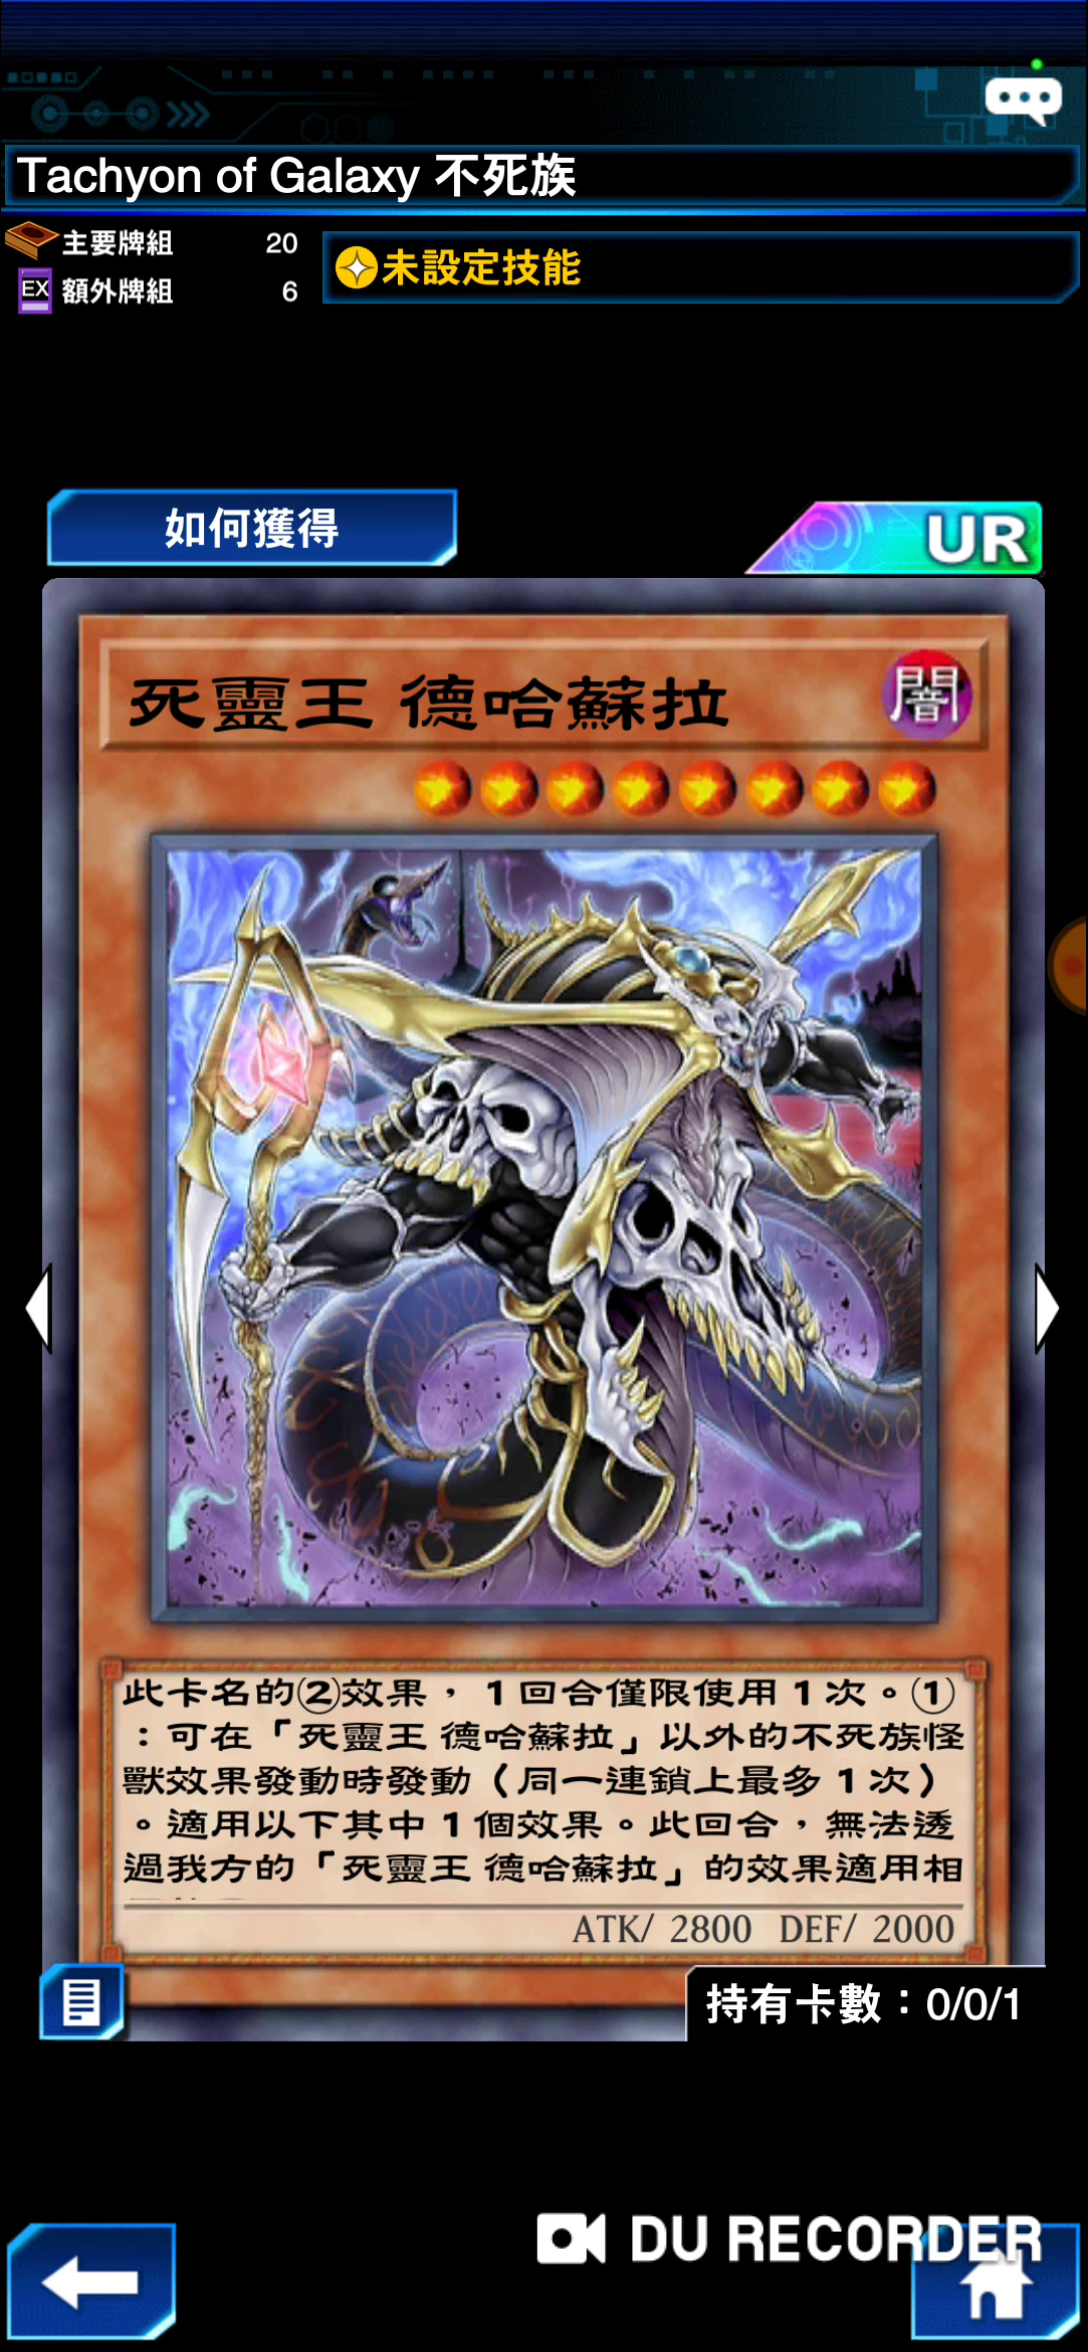 Tachyon of Galaxy 不死族
主要牌組 20
EX 額外牌組 6
未設定技能
如何獲得
UR
死靈王 德哈蘇拉
闇
此卡名的②效果，1回合僅限使用1次。①
：可在「死靈王 德哈蘇拉」以外的不死族怪
獸效果發動時發動（同一連鎖上最多1次）
。適用以下其中1個效果。此回合，無法透
過我方的「死靈王 德哈蘇拉」的效果適用相
ATK/ 2800 DEF/ 2000
持有卡數：0/0/1
DU RECORDER